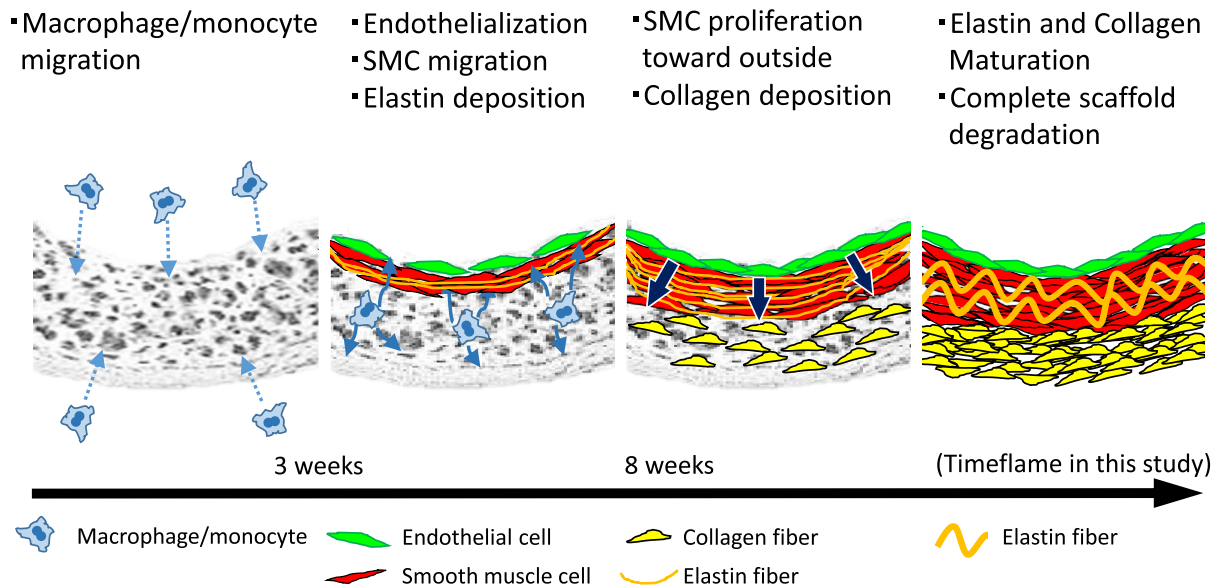 ▪Macrophage/monocyte
migration
▪Endothelialization
▪SMC migration
▪Elastin deposition
▪SMC proliferation
toward outside
▪Collagen deposition
▪Elastin and Collagen
Maturation
▪Complete scaffold
degradation
3 weeks
8 weeks
(Timeflame in this study)
Macrophage/monocyte
Endothelial cell
Smooth muscle cell
Collagen fiber
Elastin fiber
Elastin fiber